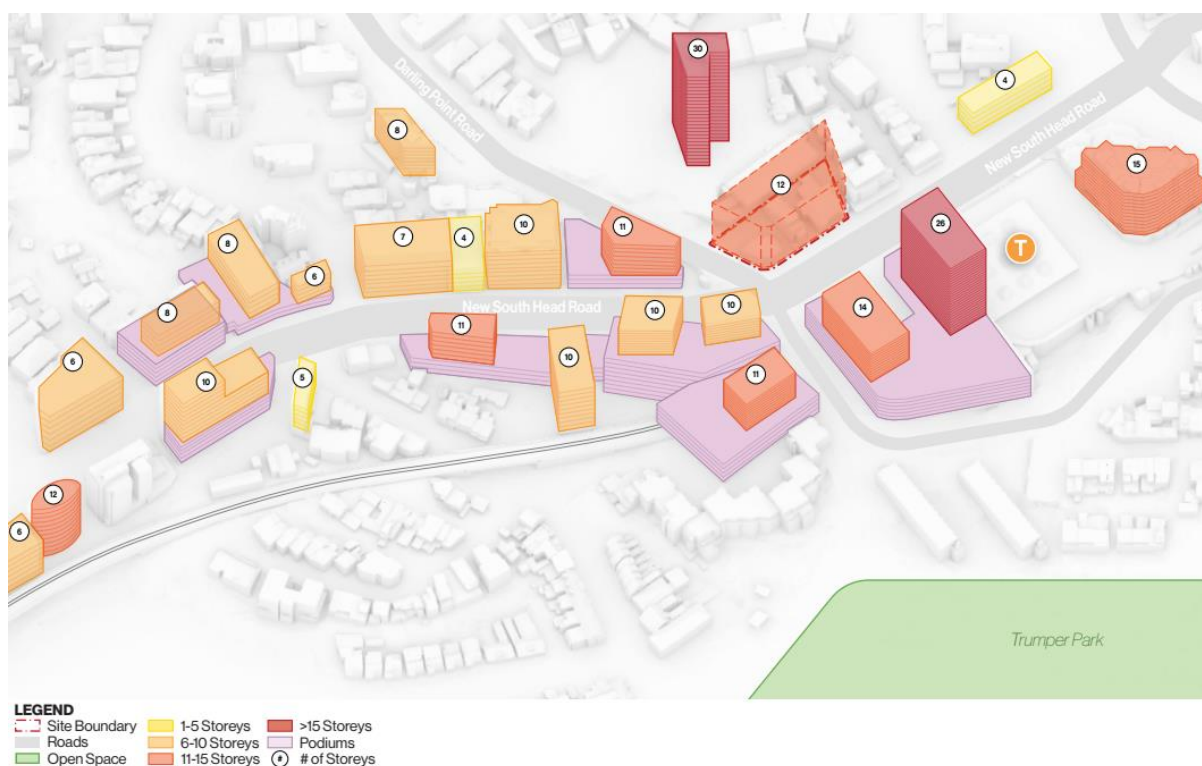 30
4
Darling Point Road
8
New South Head Road
15
12
26
T
8
7
4
10
11
6
New South Head Road
14
8
11
10
10
10
6
10
5
11
12
6
Trumper Park
LEGEND
Site Boundary
Roads
Open Space
1-5 Storeys
6-10 Storeys
11-15 Storeys
>15 Storeys
Podiums
# # of Storeys